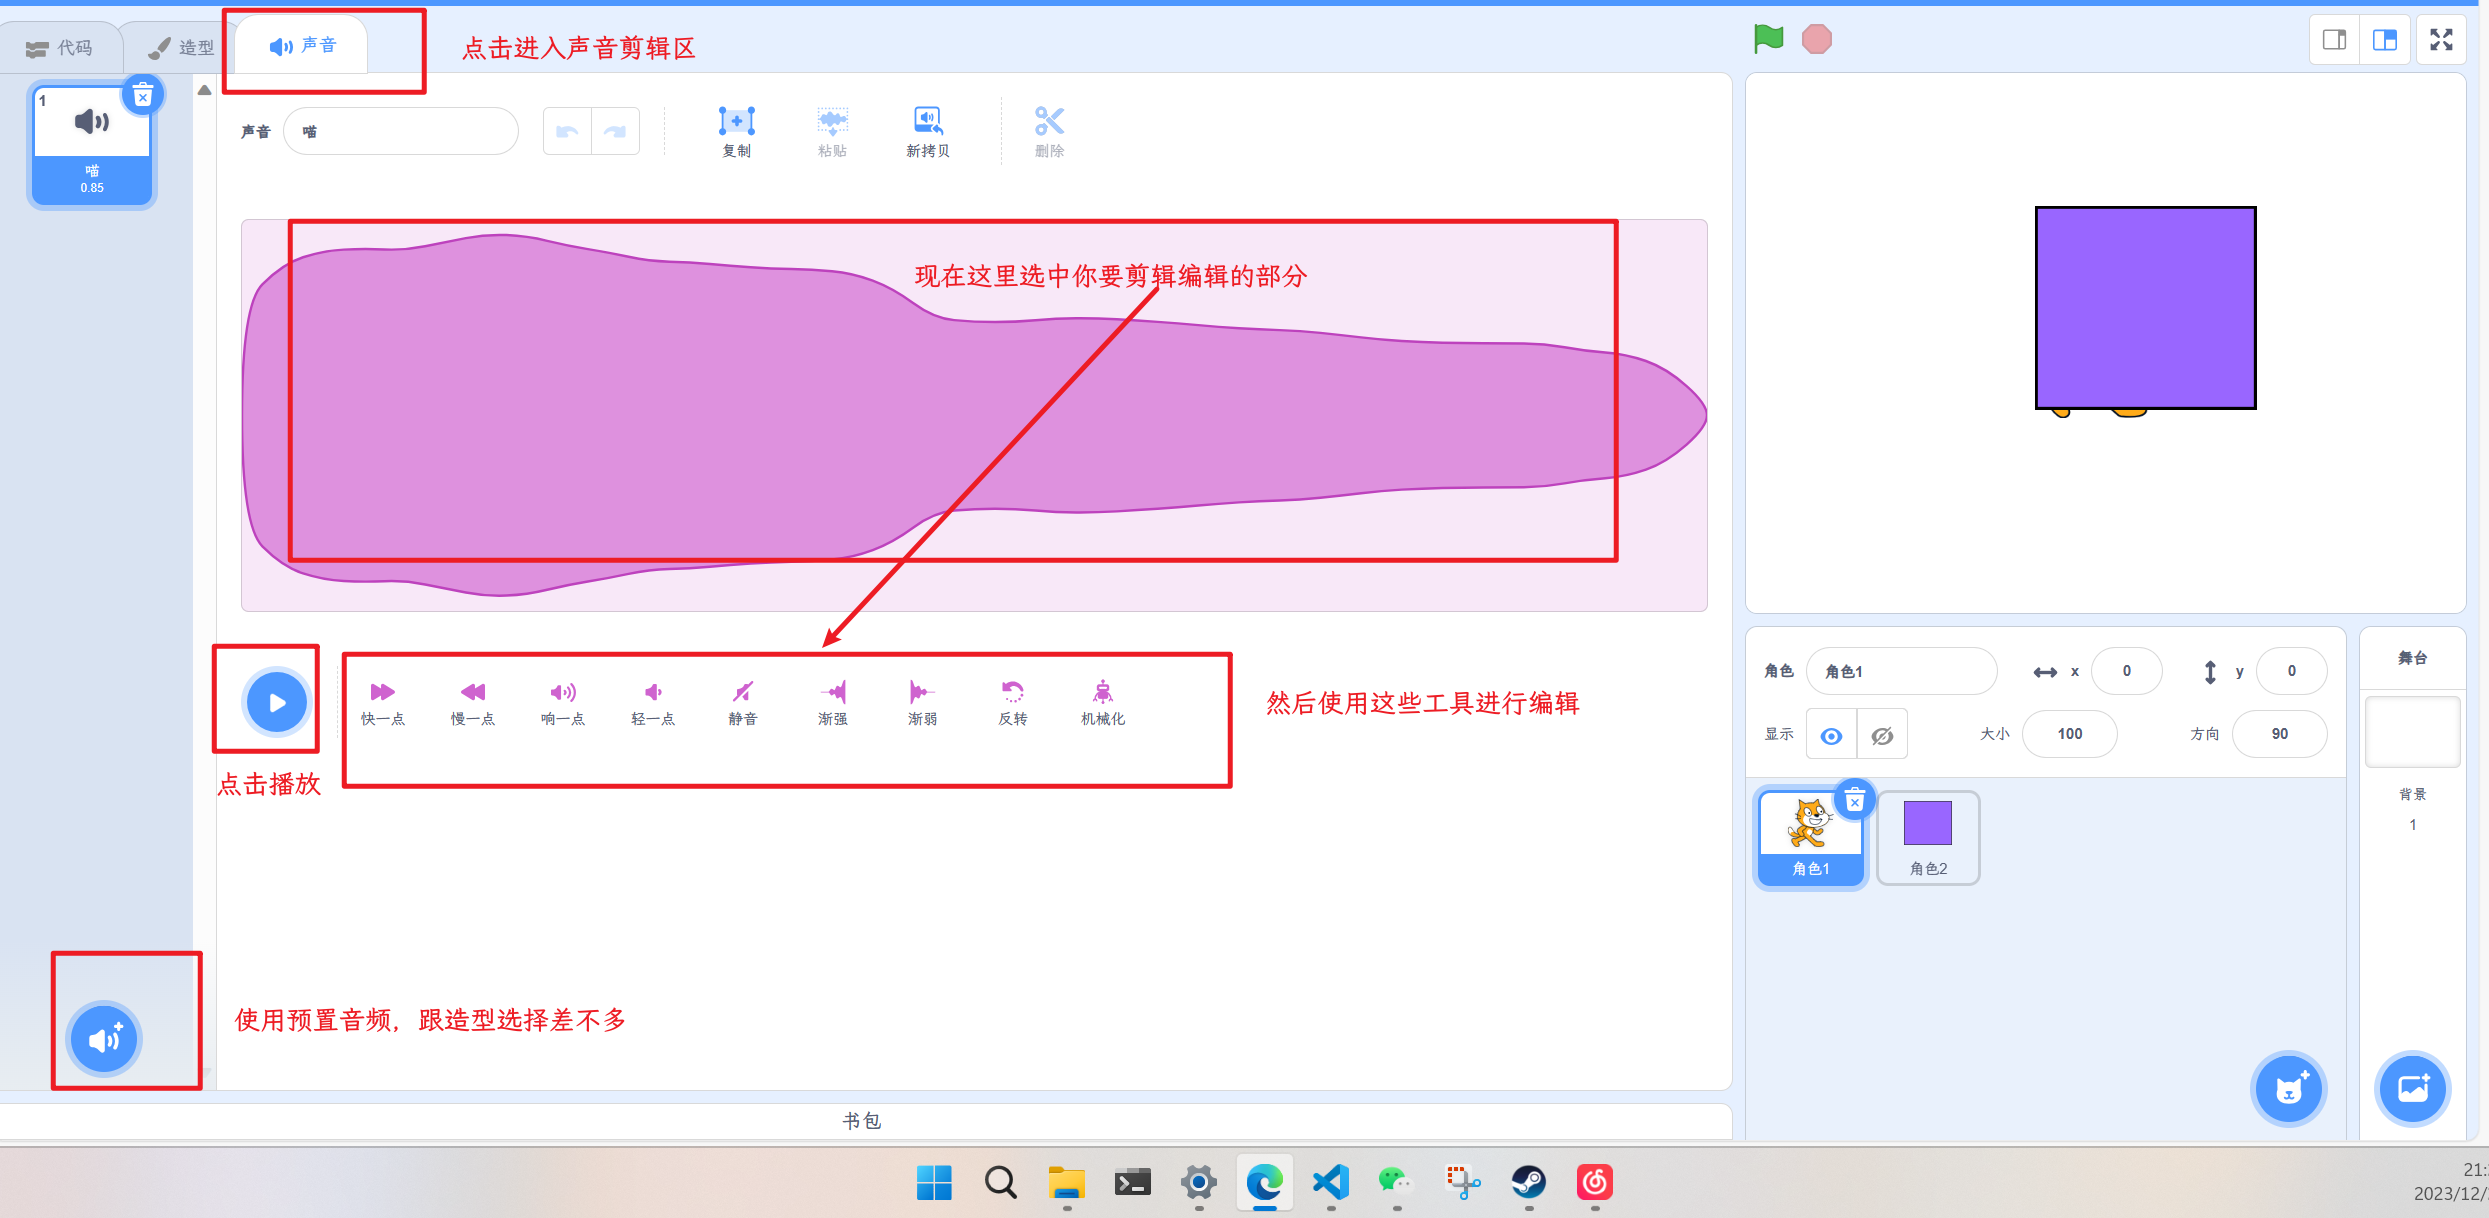 代码
造型
声音
点击进入声音剪辑区
1
喵
0.85
声音
喵
复制
粘贴
新拷贝
删除
现在这里选中你要剪辑编辑的部分
快一点
慢一点
响一点
轻一点
静音
渐强
渐弱
反转
机械化
然后使用这些工具进行编辑
点击播放
使用预置音频，跟造型选择差不多
书包
角色
角色1
x
0
y
0
显示
大小
100
方向
90
角色1
角色2
舞台
背景
1
21:
2023/12/